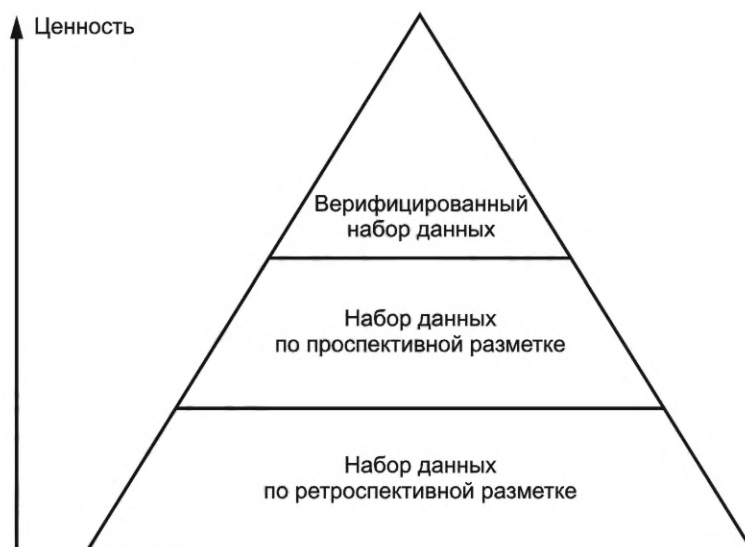 Ценность
Верифицированный
набор данных
Набор данных
по проспективной разметке
Набор данных
по ретроспективной разметке